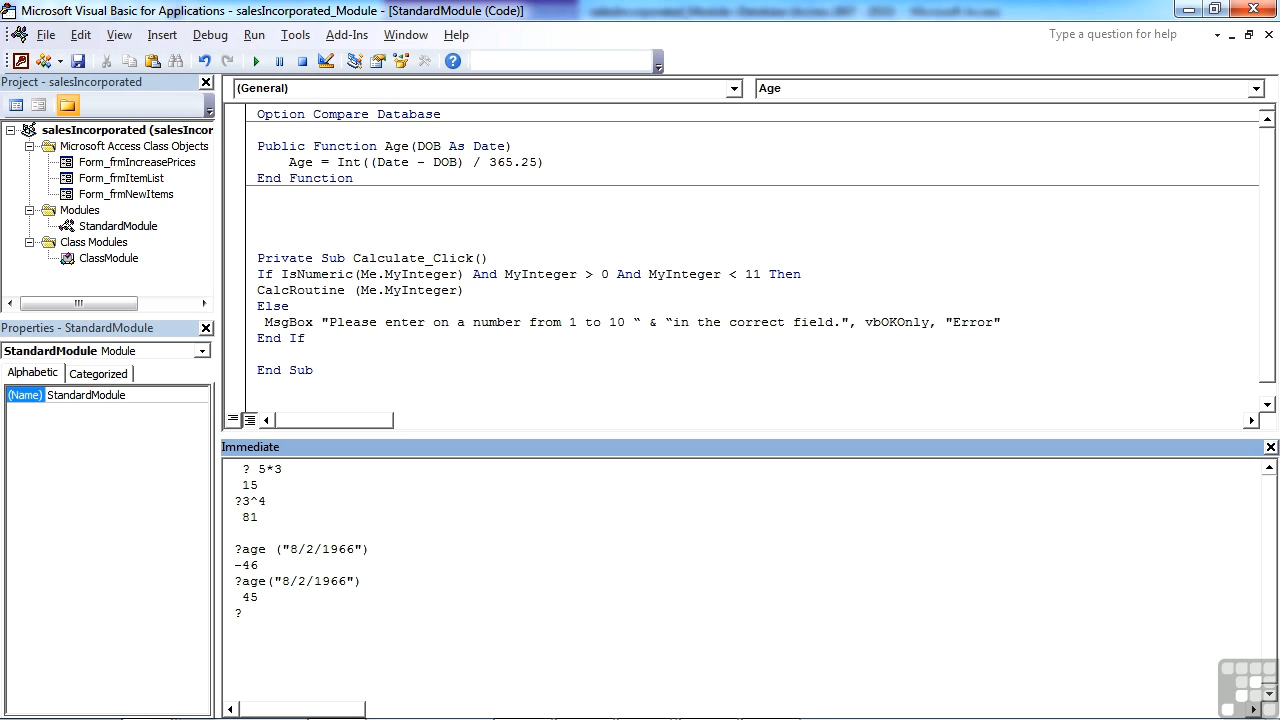 Microsoft Visual Basic for Applications - salesIncorporated_Module - [StandardModule (Code)]
File Edit View Insert Debug Run Tools Add-Ins Window Help
Type a question for help
Project - salesIncorporated
(General)
Age
salesIncorporated (salesIncor
Microsoft Access Class Objects
Form_frmIncreasePrices
Form_frmItemList
Form_frmNewItems
Modules
StandardModule
Class Modules
ClassModule
Properties - StandardModule
StandardModule Module
Alphabetic Categorized
(Name) StandardModule
Option Compare Database
Public Function Age(DOB As Date)
Age = Int((Date - DOB) / 365.25)
End Function
Private Sub Calculate_Click()
If IsNumeric(Me.MyInteger) And MyInteger > 0 And MyInteger < 11 Then
CalcRoutine (Me.MyInteger)
Else
MsgBox "Please enter on a number from 1 to 10 “ & “in the correct field.", vbOKOnly, "Error"
End If
End Sub
Immediate
? 5*3
15
?3^4
81
?age ("8/2/1966")
-46
?age("8/2/1966")
45
?